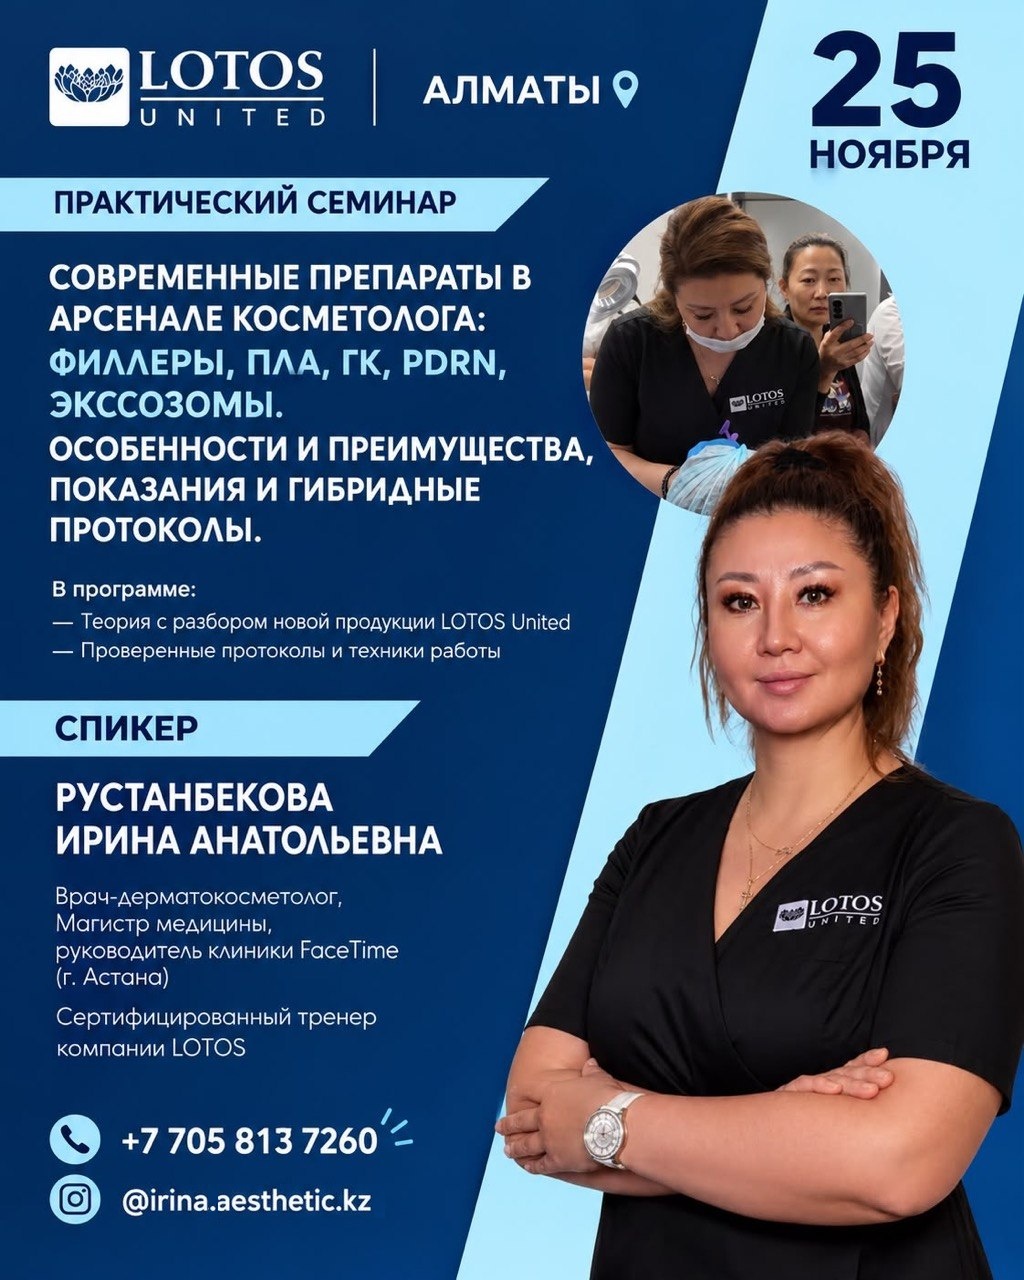 LOTOS
UNITED
АЛМАТЫ
25
НОЯБРЯ
ПРАКТИЧЕСКИЙ СЕМИНАР
СОВРЕМЕННЫЕ ПРЕПАРАТЫ В
АРСЕНАЛЕ КОСМЕТОЛОГА:
ФИЛЛЕРЫ, ПЛА, ГК, PDRN,
ЭКССОЗОМЫ.
ОСОБЕННОСТИ И ПРЕИМУЩЕСТВА,
ПОКАЗАНИЯ И ГИБРИДНЫЕ
ПРОТОКОЛЫ.
LOTOS
UNITED
В программе:
— Теория с разбором новой продукции LOTOS United
— Проверенные протоколы и техники работы
СПИКЕР
РУСТАНБЕКОВА
ИРИНА АНАТОЛЬЕВНА
Врач-дерматокосметолог,
Магистр медицины,
руководитель клиники FaceTime
(г. Астана)
Сертифицированный тренер
компании LOTOS
LOTOS
UNITED
+7 705 813 7260
@irina.aesthetic.kz